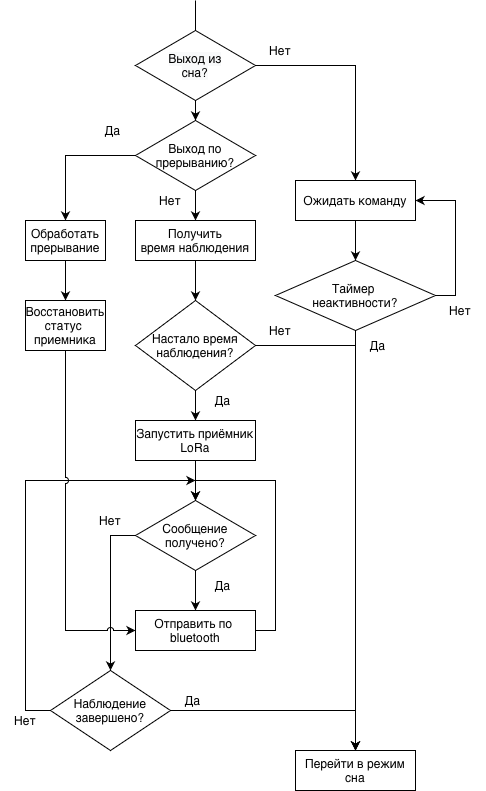 Выход из
сна?
Нет
Да
Выход по
прерыванию?
Нет
Ожидать команду
Обработать
прерывание
Получить
время наблюдения
Таймер
неактивности?
Нет
Да
Восстановить
статус
приемника
Настало время
наблюдения?
Нет
Да
Запустить приёмник
LoRa
Нет
Сообщение
получено?
Да
Отправить по
bluetooth
Наблюдение
завершено?
Да
Нет
Перейти в режим
сна